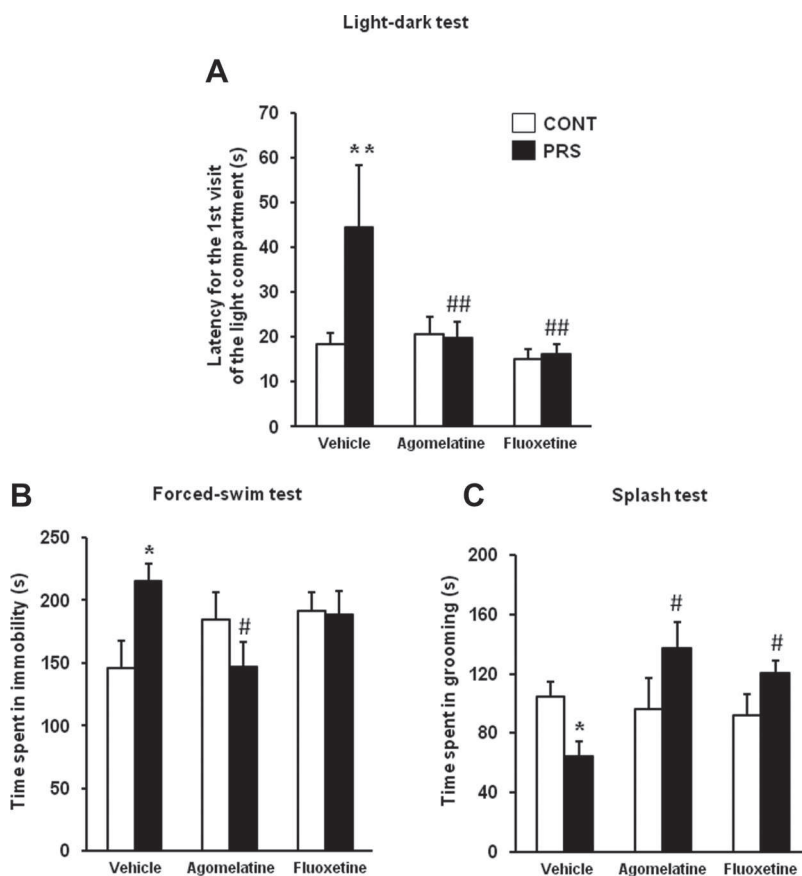 Light-dark test
A
Latency for the 1st visit
of the light compartment (s)
70
60
50
40
30
20
10
0
**
##
##
CONT
PRS
Vehicle Agomelatine Fluoxetine
B
Forced-swim test
Time spent in immobility (s)
250
200
150
100
50
0
*
#
Vehicle Agomelatine Fluoxetine
C
Splash test
Time spent in grooming (s)
200
160
120
80
40
0
*
#
#
Vehicle Agomelatine Fluoxetine